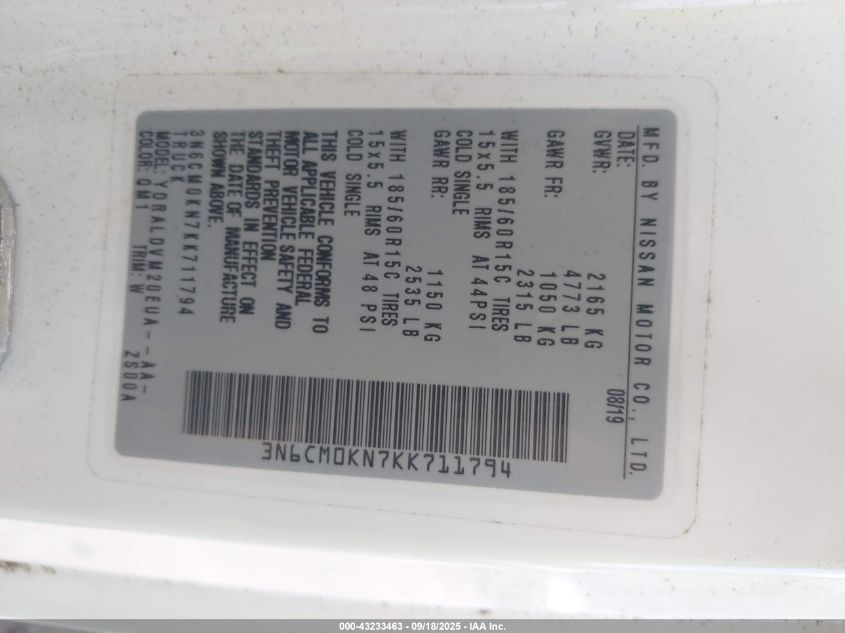 MFD. BY NISSAN MOTOR CO., LTD.
DATE: 08/19
GVWR: 2165 KG
4773 LB
GAWR FR: 1050 KG
2315 LB
WITH 185/60R15C TIRES
15x5.5 RIMS AT 44PSI
COLD SINGLE
GAWR RR: 1150 KG
2535 LB
WITH 185/60R15C TIRES
15x5.5 RIMS AT 48 PSI
COLD SINGLE
THIS VEHICLE CONFORMS TO
ALL APPLICABLE FEDERAL
MOTOR VEHICLE SAFETY AND
THEFT PREVENTION
STANDARDS IN EFFECT ON
THE DATE OF MANUFACTURE
SHOWN ABOVE.
3N6CM0KN7KK711794
TRUCK
MODEL: YDRALDVM20EUA--AA-
ZS00A
COLOR: QM1 TRIM: W
3N6CM0KN7KK711794
000-43233463 - 09/18/2025 - IAA Inc.